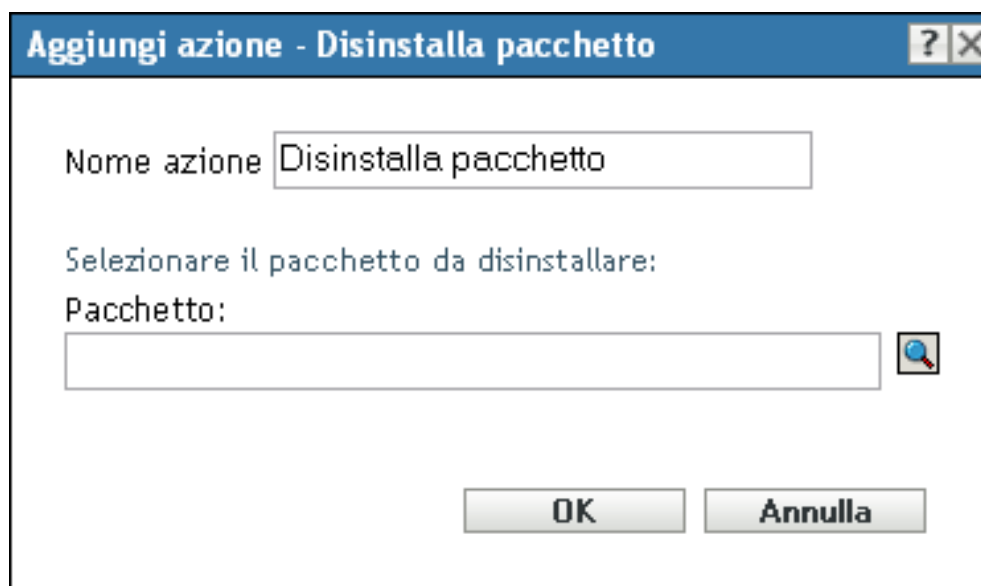 Aggiungi azione - Disinstalla pacchetto ?
Nome azione Disinstalla pacchetto
Selezionare il pacchetto da disinstallare:
Pacchetto:
OK Annulla